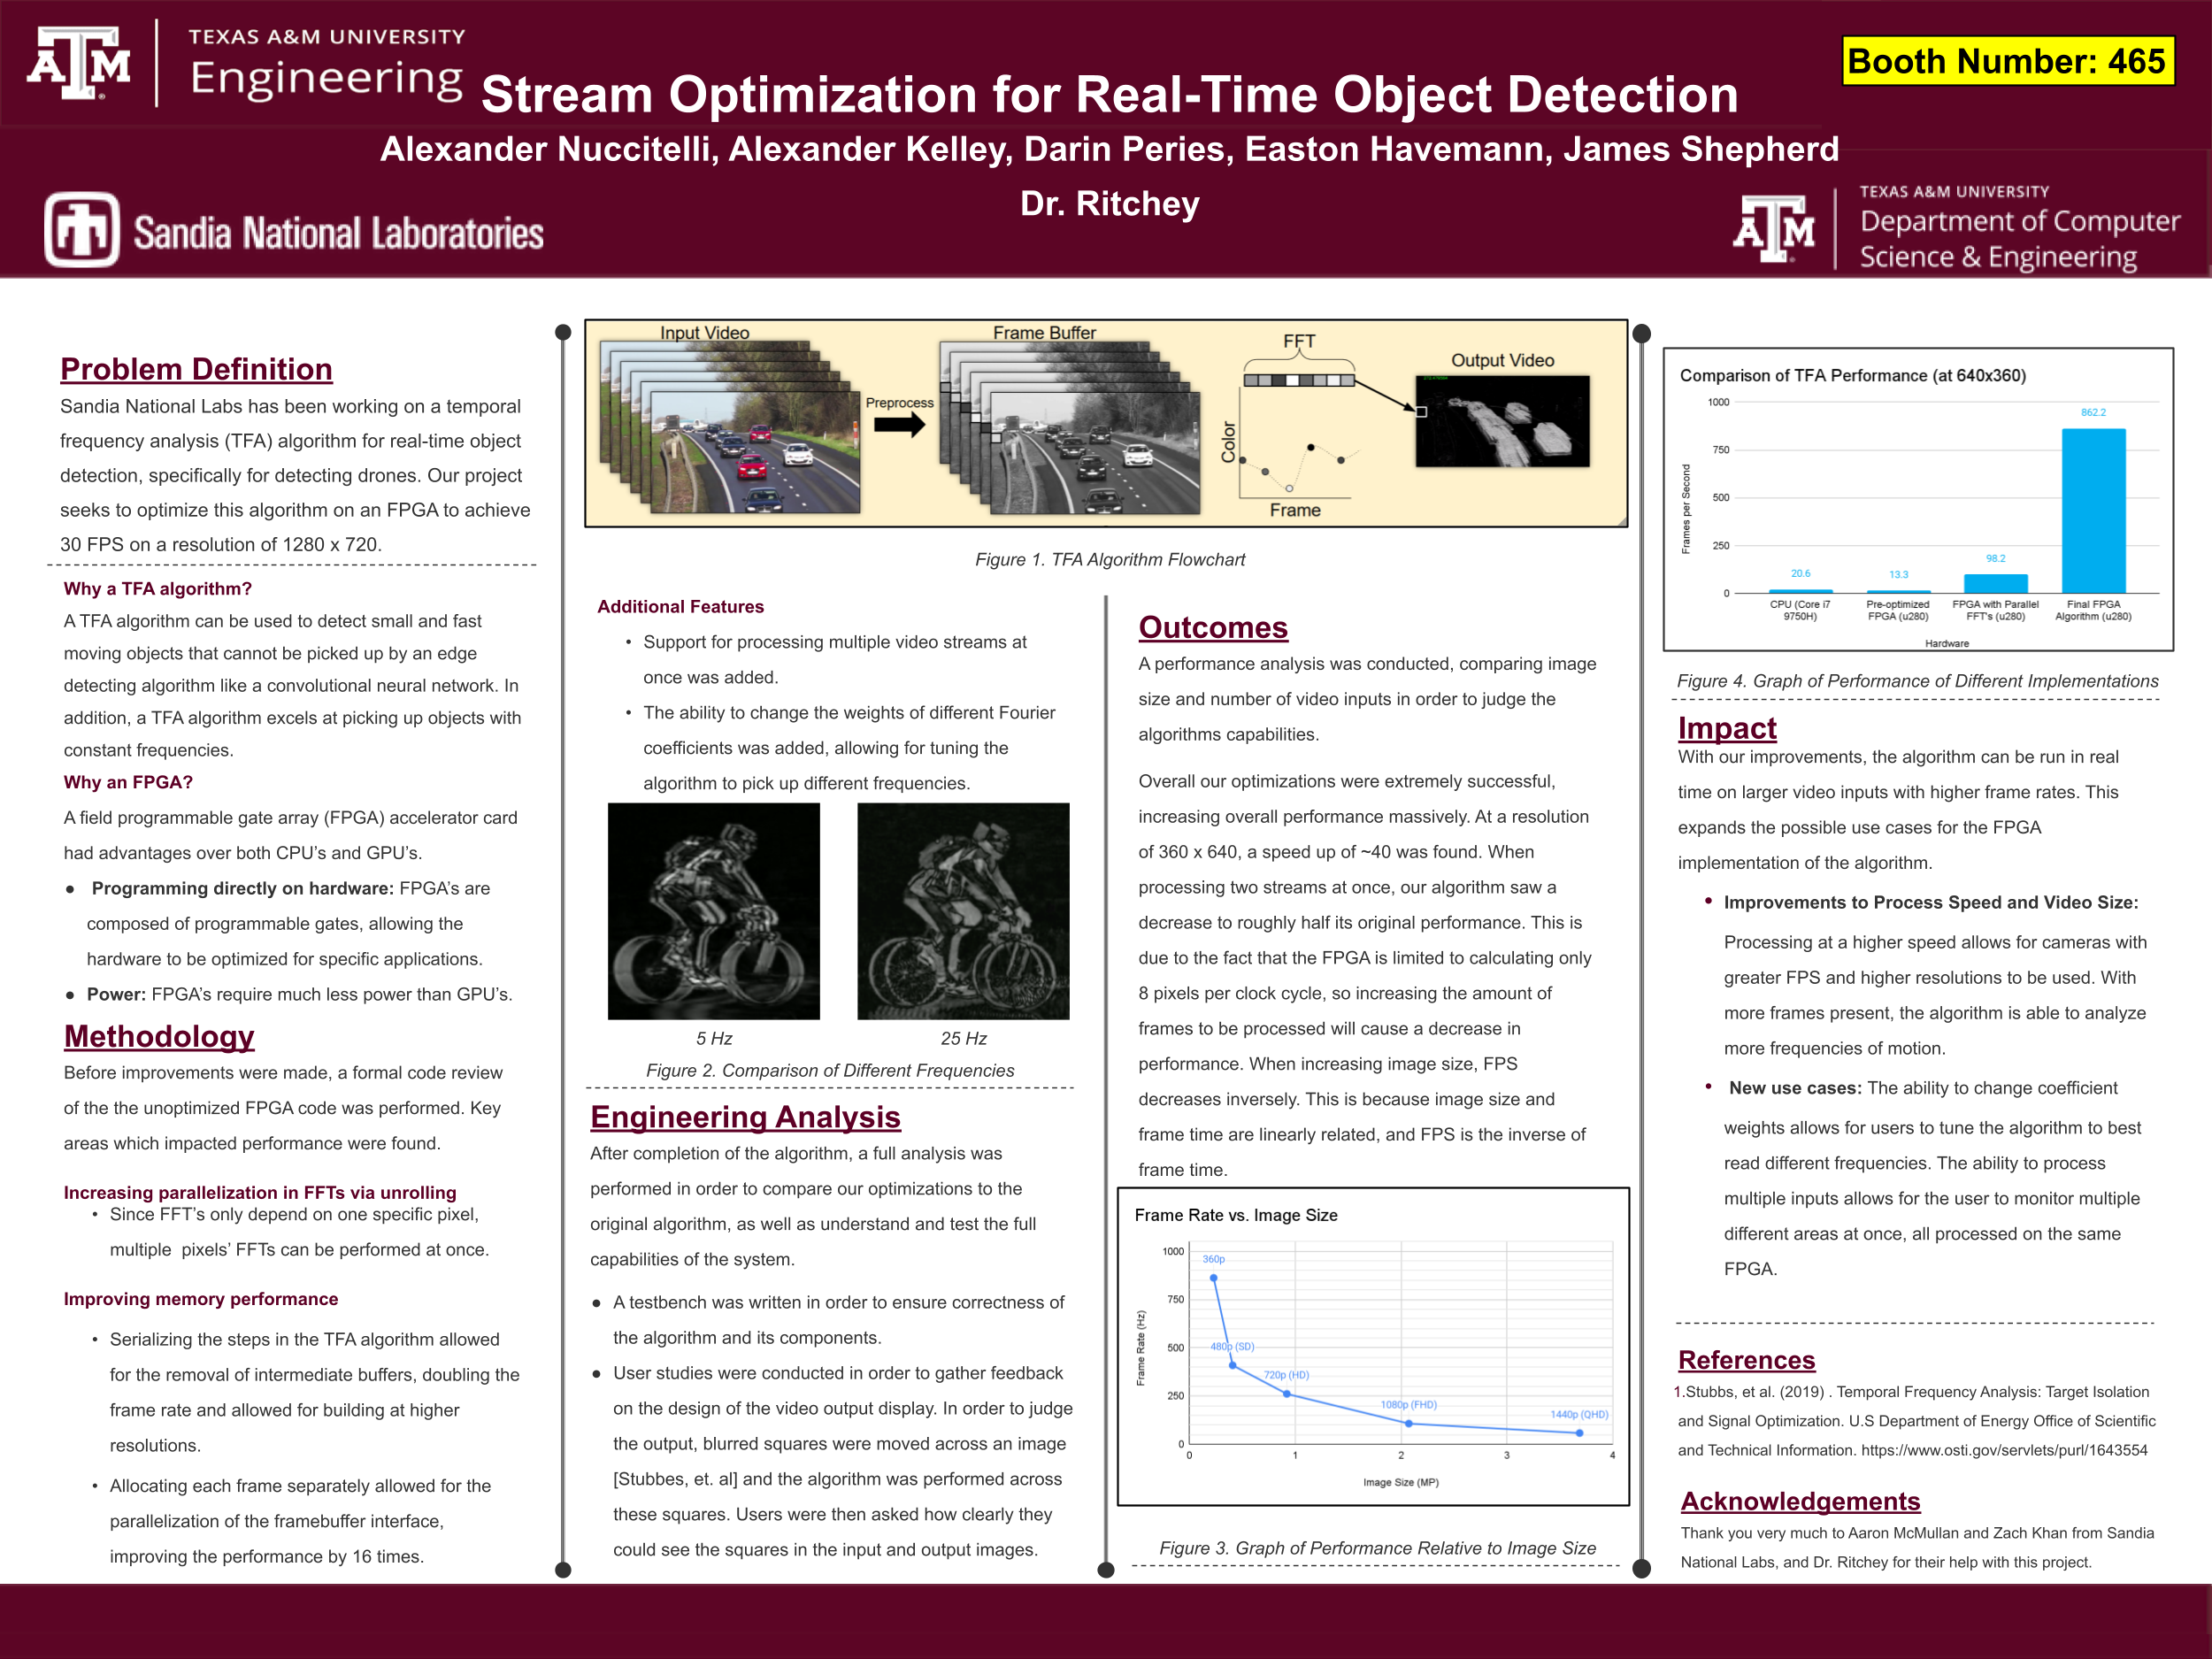 TEXAS A&M UNIVERSITY
Engineering
Booth Number: 465
Stream Optimization for Real-Time Object Detection
Alexander Nuccitelli, Alexander Kelley, Darin Peries, Easton Havemann, James Shepherd
Dr. Ritchey
Sandia National Laboratories
TEXAS A&M UNIVERSITY
Department of Computer
Science & Engineering
Problem Definition
Sandia National Labs has been working on a temporal
frequency analysis (TFA) algorithm for real-time object
detection, specifically for detecting drones. Our project
seeks to optimize this algorithm on an FPGA to achieve
30 FPS on a resolution of 1280 x 720.
Why a TFA algorithm?
A TFA algorithm can be used to detect small and fast
moving objects that cannot be picked up by an edge
detecting algorithm like a convolutional neural network. In
addition, a TFA algorithm excels at picking up objects with
constant frequencies.
Why an FPGA?
A field programmable gate array (FPGA) accelerator card
had advantages over both CPU's and GPU's.
● Programming directly on hardware: FPGA's are
composed of programmable gates, allowing the
hardware to be optimized for specific applications.
● Power: FPGA's require much less power than GPU's.
Methodology
Before improvements were made, a formal code review
of the the unoptimized FPGA code was performed. Key
areas which impacted performance were found.
Increasing parallelization in FFTs via unrolling
• Since FFT's only depend on one specific pixel,
multiple pixels' FFTs can be performed at once.
Improving memory performance
• Serializing the steps in the TFA algorithm allowed
for the removal of intermediate buffers, doubling the
frame rate and allowed for building at higher
resolutions.
• Allocating each frame separately allowed for the
parallelization of the framebuffer interface,
improving the performance by 16 times.
Input Video
Preprocess
Frame Buffer
FFT
Color
Frame
Output Video
Figure 1. TFA Algorithm Flowchart
Additional Features
• Support for processing multiple video streams at
once was added.
• The ability to change the weights of different Fourier
coefficients was added, allowing for tuning the
algorithm to pick up different frequencies.
5 Hz
25 Hz
Figure 2. Comparison of Different Frequencies
Engineering Analysis
After completion of the algorithm, a full analysis was
performed in order to compare our optimizations to the
original algorithm, as well as understand and test the full
capabilities of the system.
● A testbench was written in order to ensure correctness of
the algorithm and its components.
● User studies were conducted in order to gather feedback
on the design of the video output display. In order to judge
the output, blurred squares were moved across an image
[Stubbes, et. al] and the algorithm was performed across
these squares. Users were then asked how clearly they
could see the squares in the input and output images.
Outcomes
A performance analysis was conducted, comparing image
size and number of video inputs in order to judge the
algorithms capabilities.
Overall our optimizations were extremely successful,
increasing overall performance massively. At a resolution
of 360 x 640, a speed up of ~40 was found. When
processing two streams at once, our algorithm saw a
decrease to roughly half its original performance. This is
due to the fact that the FPGA is limited to calculating only
8 pixels per clock cycle, so increasing the amount of
frames to be processed will cause a decrease in
performance. When increasing image size, FPS
decreases inversely. This is because image size and
frame time are linearly related, and FPS is the inverse of
frame time.
Frame Rate vs. Image Size
Frame Rate (Hz)
1000
750
500
250
0
360p
480p (SD)
720p (HD)
1080p (FHD)
1440p (QHD)
0 1 2 3 4
Image Size (MP)
Figure 3. Graph of Performance Relative to Image Size
Comparison of TFA Performance (at 640x360)
Frames per Second
1000
750
500
250
0
20.6
13.3
98.2
862.2
CPU (Core i7
9750H)
Pre-optimized
FPGA (u280)
FPGA with Parallel
FFT's (u280)
Final FPGA
Algorithm (u280)
Hardware
Figure 4. Graph of Performance of Different Implementations
Impact
With our improvements, the algorithm can be run in real
time on larger video inputs with higher frame rates. This
expands the possible use cases for the FPGA
implementation of the algorithm.
• Improvements to Process Speed and Video Size:
Processing at a higher speed allows for cameras with
greater FPS and higher resolutions to be used. With
more frames present, the algorithm is able to analyze
more frequencies of motion.
• New use cases: The ability to change coefficient
weights allows for users to tune the algorithm to best
read different frequencies. The ability to process
multiple inputs allows for the user to monitor multiple
different areas at once, all processed on the same
FPGA.
References
1.Stubbs, et al. (2019) . Temporal Frequency Analysis: Target Isolation
and Signal Optimization. U.S Department of Energy Office of Scientific
and Technical Information. https://www.osti.gov/servlets/purl/1643554
Acknowledgements
Thank you very much to Aaron McMullan and Zach Khan from Sandia
National Labs, and Dr. Ritchey for their help with this project.